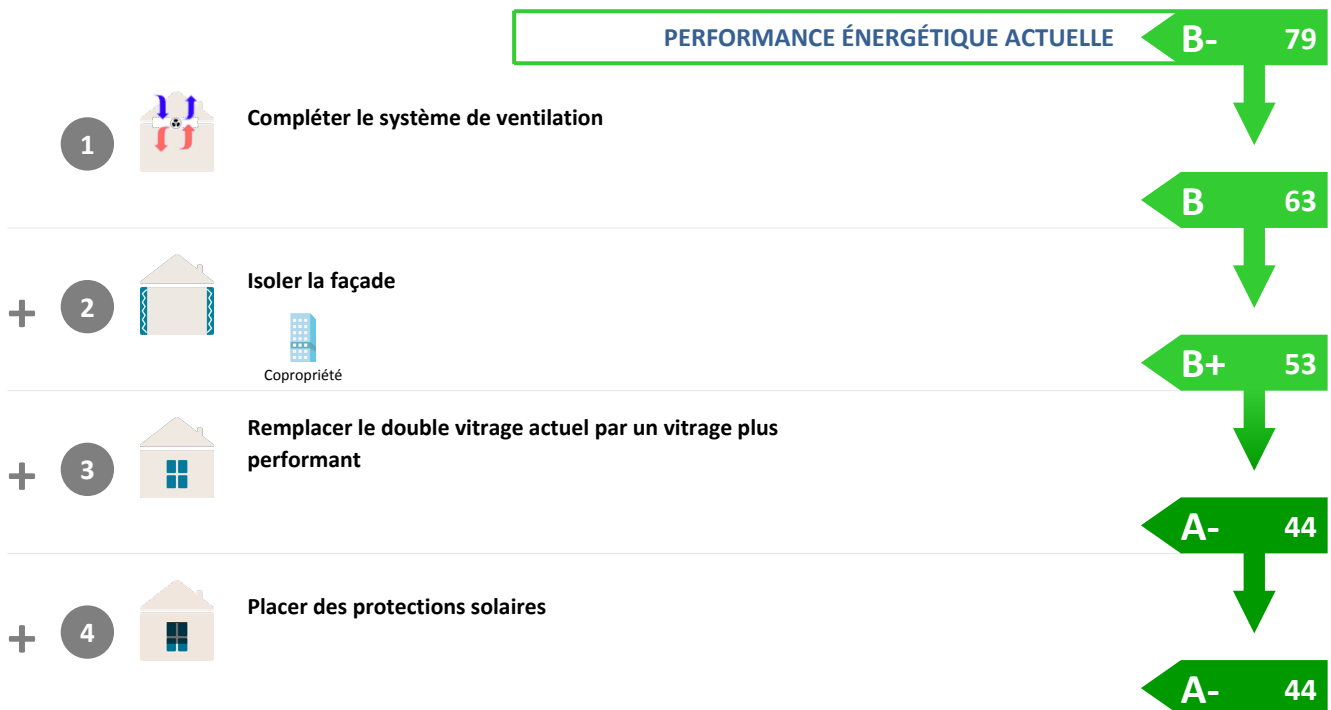 PERFORMANCE ÉNERGÉTIQUE ACTUELLE B- 79
1 Compléter le système de ventilation
B 63
+ 2 Isoler la façade
Copropriété
B+ 53
+ 3 Remplacer le double vitrage actuel par un vitrage plus
performant
A- 44
+ 4 Placer des protections solaires
A- 44